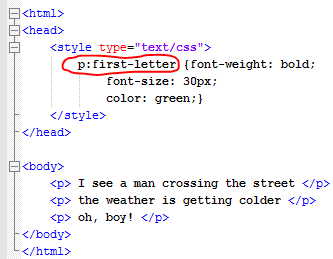 <html>
<head>
<style type="text/css">
p:first-letter {font-weight: bold;
font-size: 30px;
color: green;}
</style>
</head>
<body>
<p> I see a man crossing the street </p>
<p> the weather is getting colder </p>
<p> oh, boy! </p>
</body>
</html>